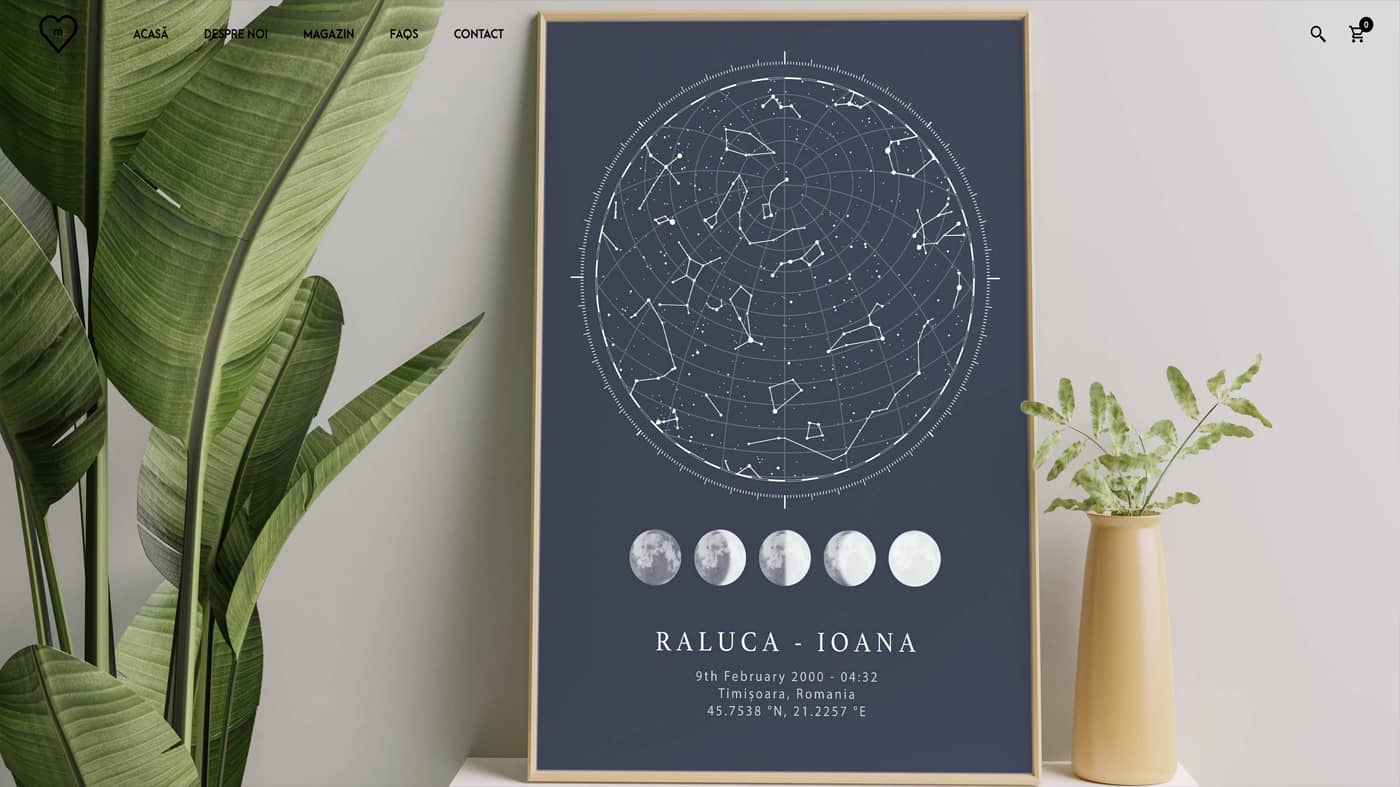 m
ACASĂ DESPRE NOI MAGAZIN FAQS CONTACT
0
RALUCA - IOANA
9th February 2000 - 04:32
Timișoara, Romania
45.7538 °N, 21.2257 °E